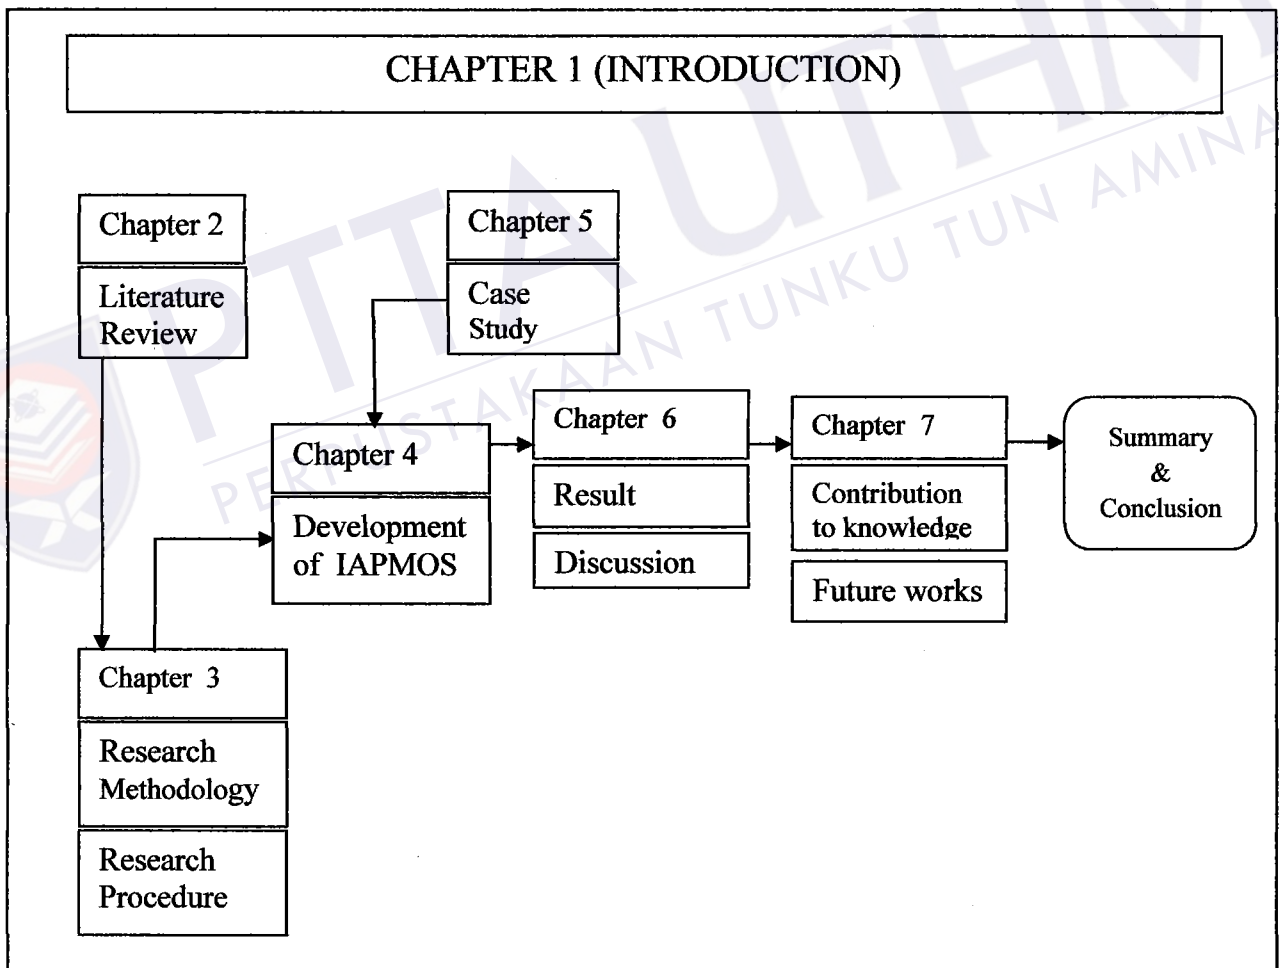 CHAPTER 1 (INTRODUCTION)
Chapter 2
Literature
Review
Chapter 5
Case
Study
Chapter 4
Development
of IAPMOS
Chapter 6
Result
Discussion
Chapter 7
Contribution
to knowledge
Future works
Summary
&
Conclusion
Chapter 3
Research
Methodology
Research
Procedure
PTTA UTHM
PERPUSTAKAAN TUNKU TUN AMINA